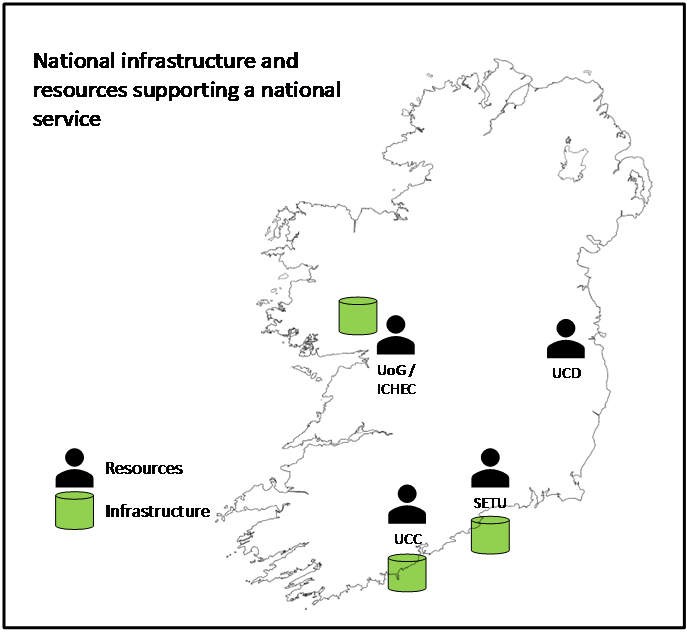 National infrastructure and
resources supporting a national
service
UoG /
ICHEC
UCD
Resources
SETU
Infrastructure
UCC